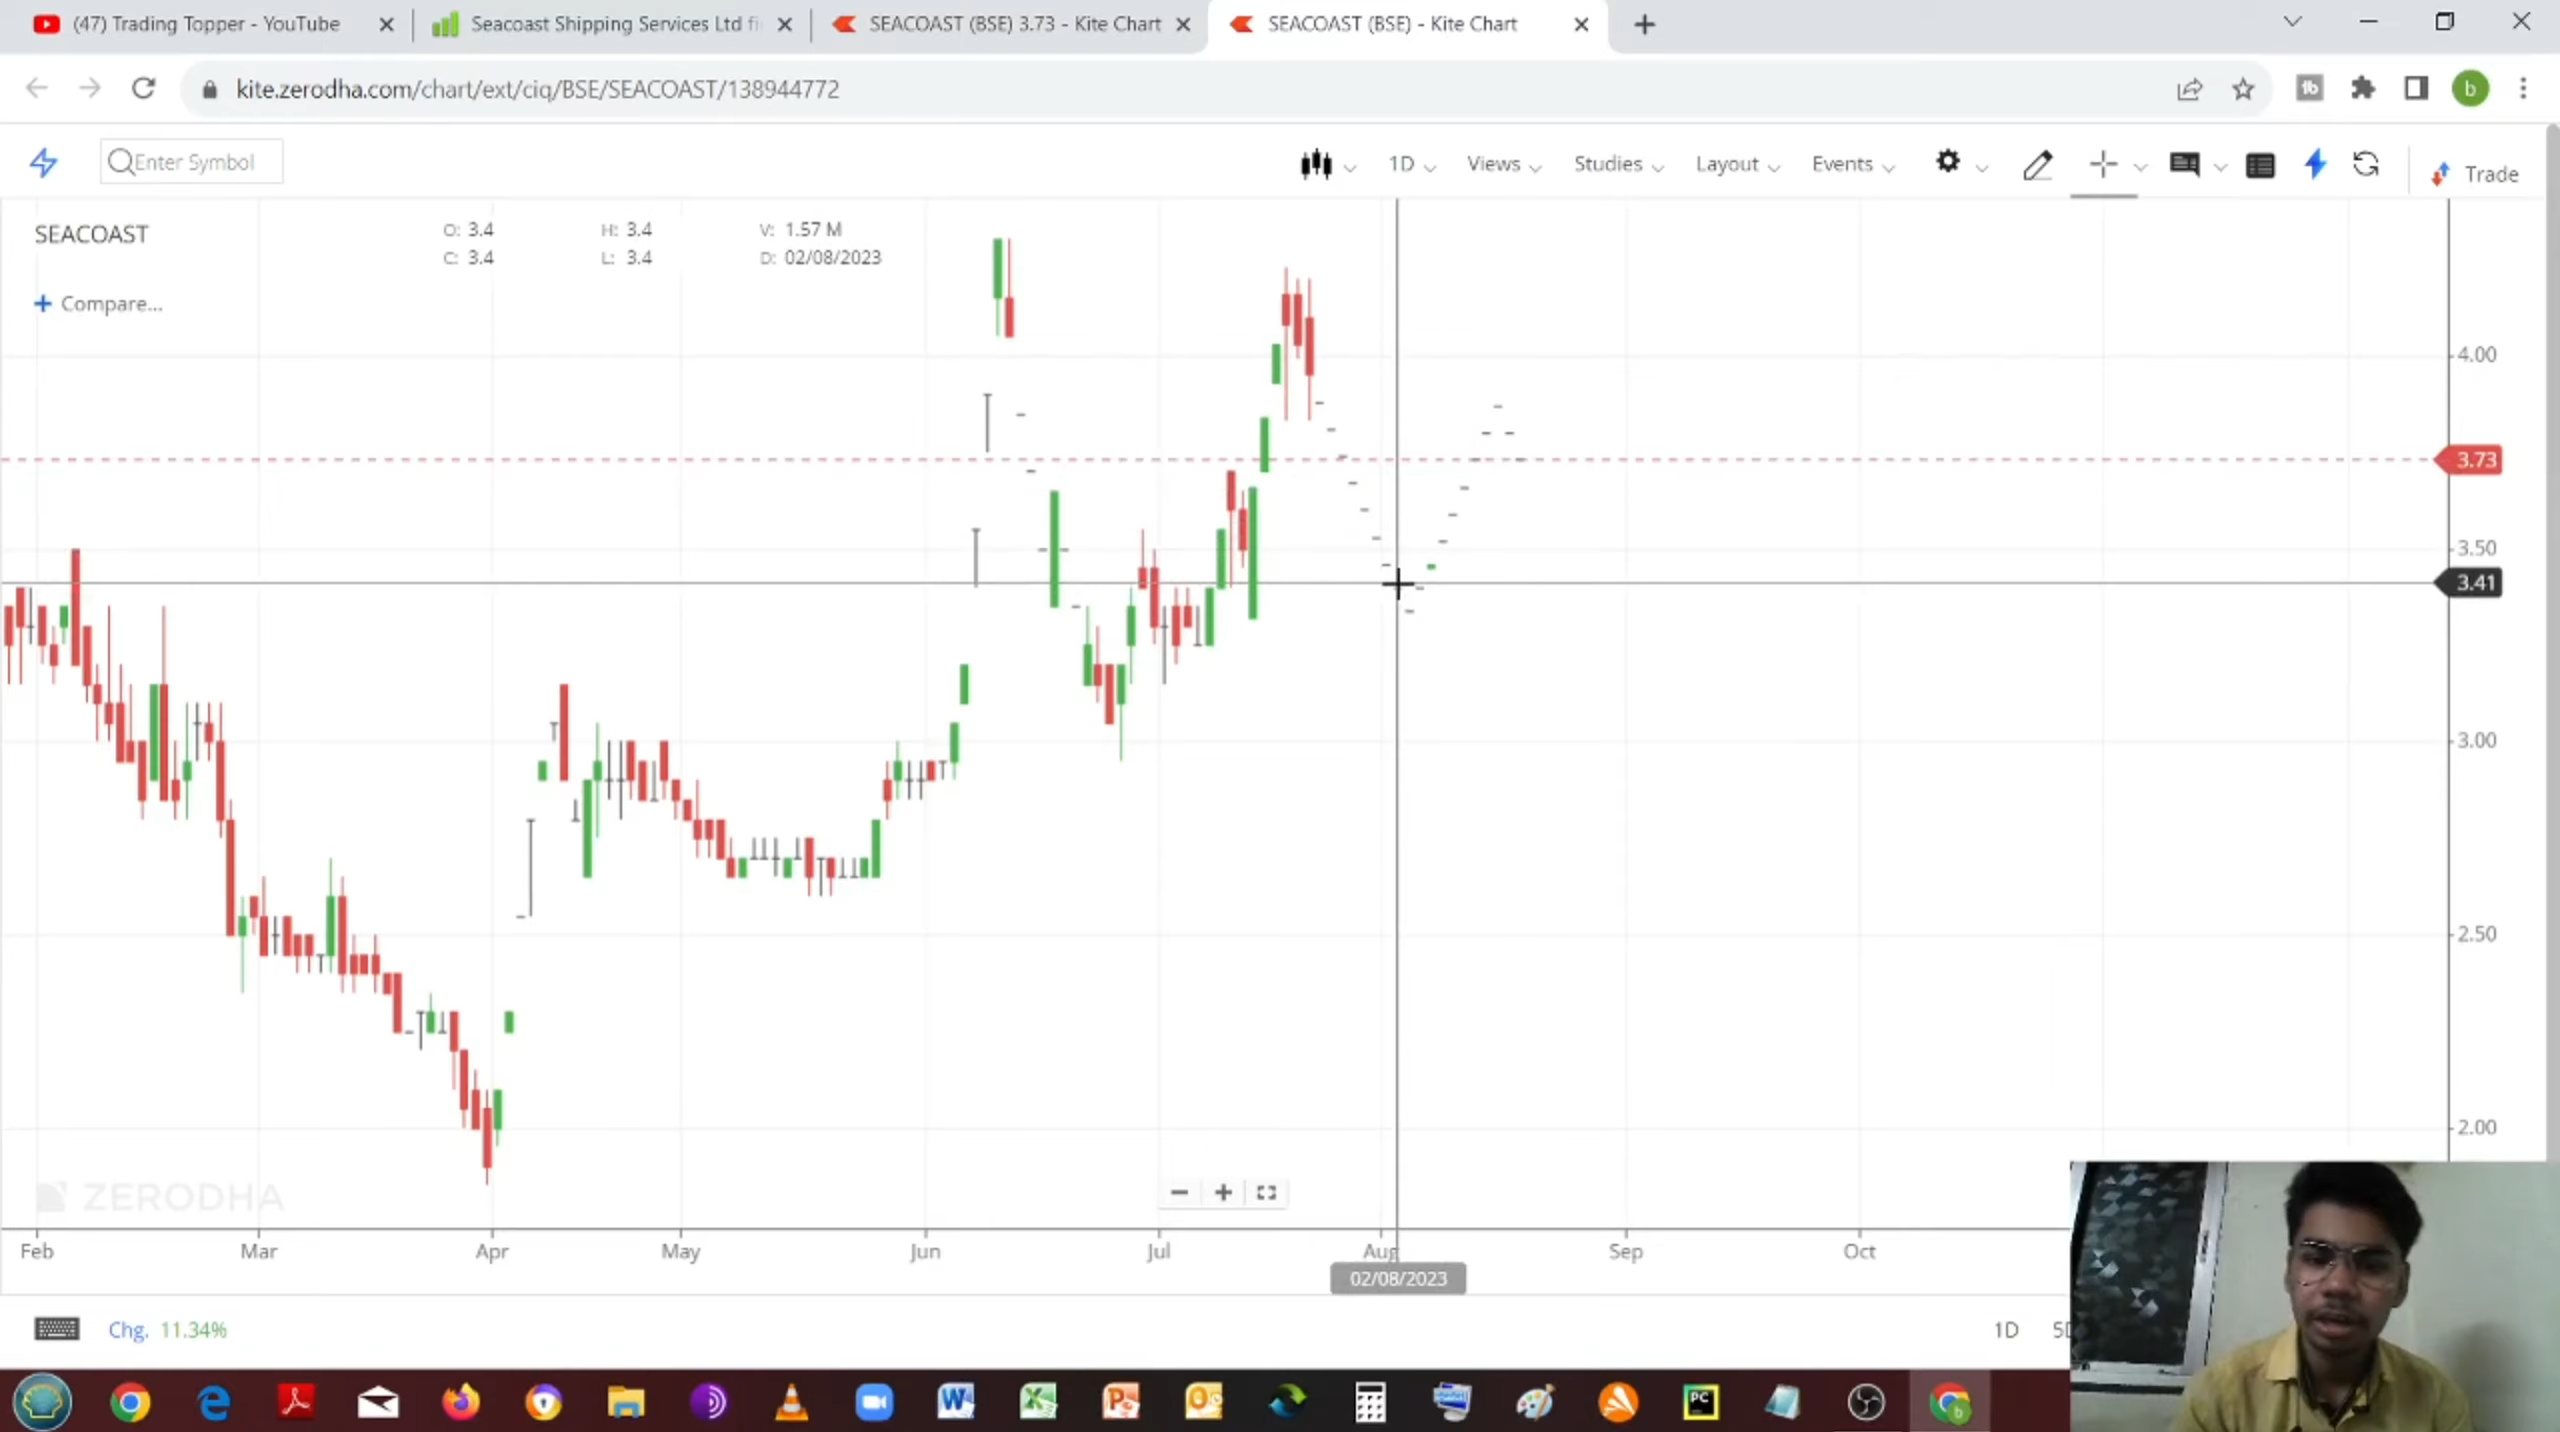 (47) Trading Topper - YouTube
Seacoast Shipping Services Ltd fi
SEACOAST (BSE) 3.73 - Kite Chart
SEACOAST (BSE) - Kite Chart
kite.zerodha.com/chart/ext/ciq/BSE/SEACOAST/138944772
b
Enter Symbol
1D
Views
Studies
Layout
Events
Trade
SEACOAST
O: 3.4 H: 3.4 V: 1.57 M
C: 3.4 L: 3.4 D: 02/08/2023
+ Compare...
4.00
3.73
3.50
3.41
3.00
2.50
2.00
ZERODHA
Feb Mar Apr May Jun Jul Aug Sep Oct
02/08/2023
Chg. 11.34%
1D
PC
b